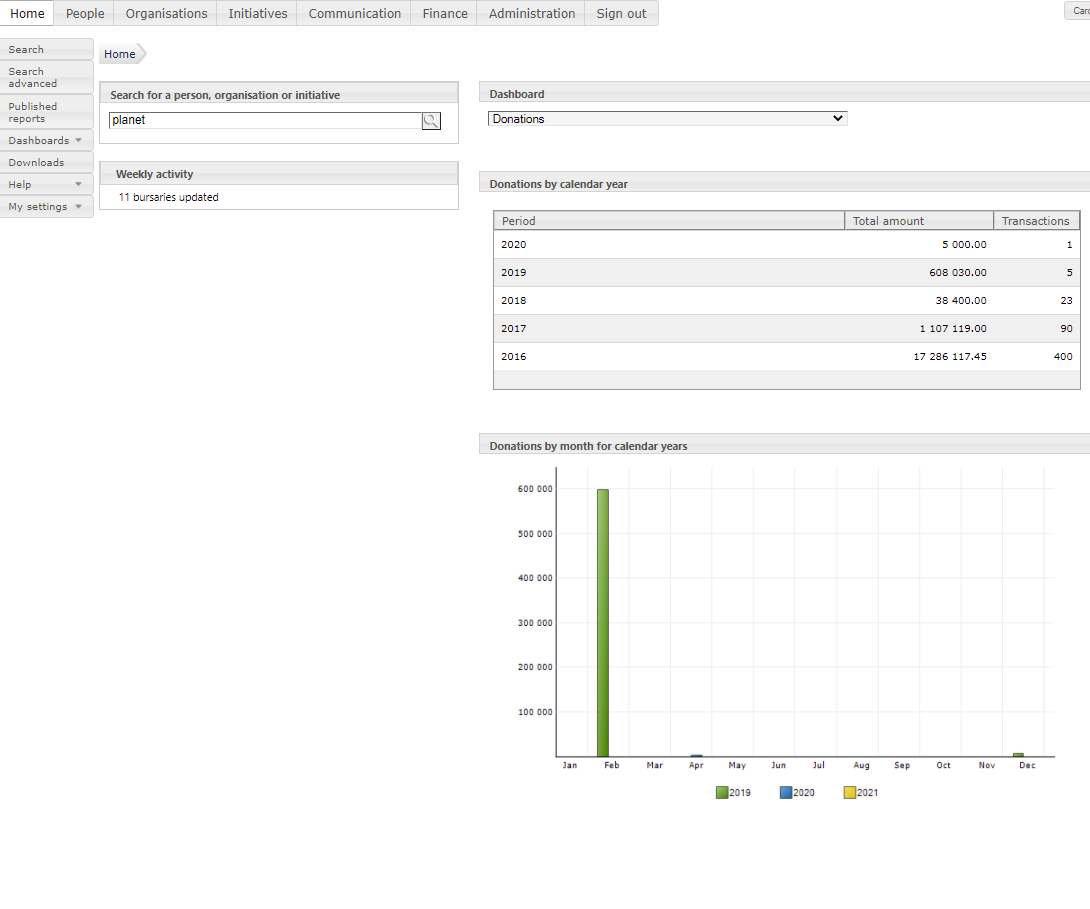 Home People Organisations Initiatives Communication Finance Administration Sign out
Search
Search
advanced
Published
reports
Dashboards
Downloads
Help
My settings
Home
Search for a person, organisation or initiative
planet
Weekly activity
11 bursaries updated
Dashboard
Donations
Donations by calendar year
Period Total amount Transactions
2020 5 000.00 1
2019 608 030.00 5
2018 38 400.00 23
2017 1 107 119.00 90
2016 17 286 117.45 400
Donations by month for calendar years
600 000
500 000
400 000
300 000
200 000
100 000
Jan Feb Mar Apr May Jun Jul Aug Sep Oct Nov Dec
2019 2020 2021